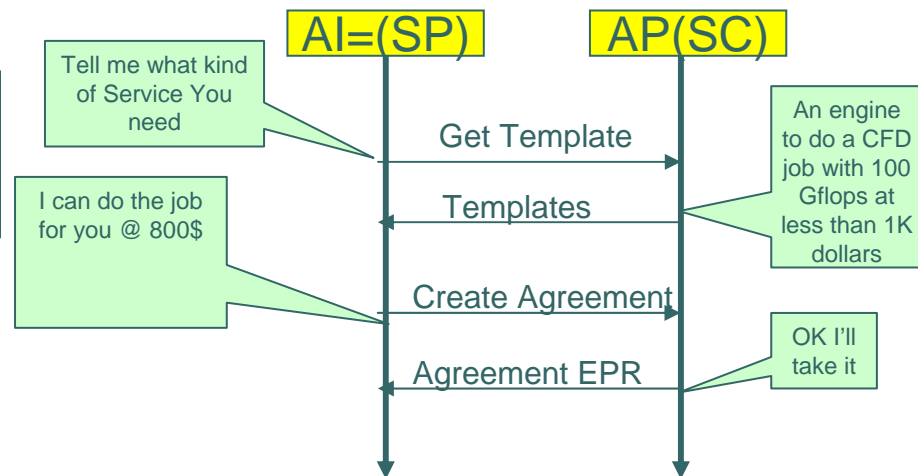 AI=(SP)
AP(SC)
Tell me what kind
of Service You
need
Get Template
An engine
to do a CFD
job with 100
Gflops at
less than 1K
dollars
I can do the job
for you @ 800$
Templates
Create Agreement
OK I'll
take it
Agreement EPR